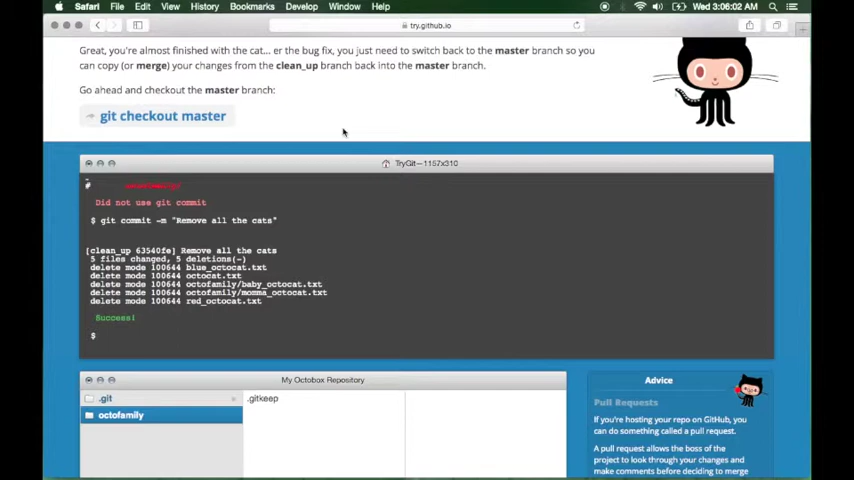 Safari File Edit View History Bookmarks Develop Window Help Wed 3:06:02 AM
try.github.io
Great, you're almost finished with the cat... er the bug fix, you just need to switch back to the master branch so you
can copy (or merge) your changes from the clean_up branch back into the master branch.
Go ahead and checkout the master branch:
git checkout master
TryGit—1157x310
Did not use git commit
$ git commit -m "Remove all the cats"
[clean_up 63540fe] Remove all the cats
5 files changed, 5 deletions(-)
delete mode 100644 blue_octocat.txt
delete mode 100644 octocat.txt
delete mode 100644 octofamily/baby_octocat.txt
delete mode 100644 octofamily/momma_octocat.txt
delete mode 100644 red_octocat.txt
Success!
$
My Octobox Repository
.git
octofamily
.gitkeep
Advice
Pull Requests
If you're hosting your repo on GitHub, you
can do something called a pull request.
A pull request allows the boss of the
project to look through your changes and
make comments before deciding to merge